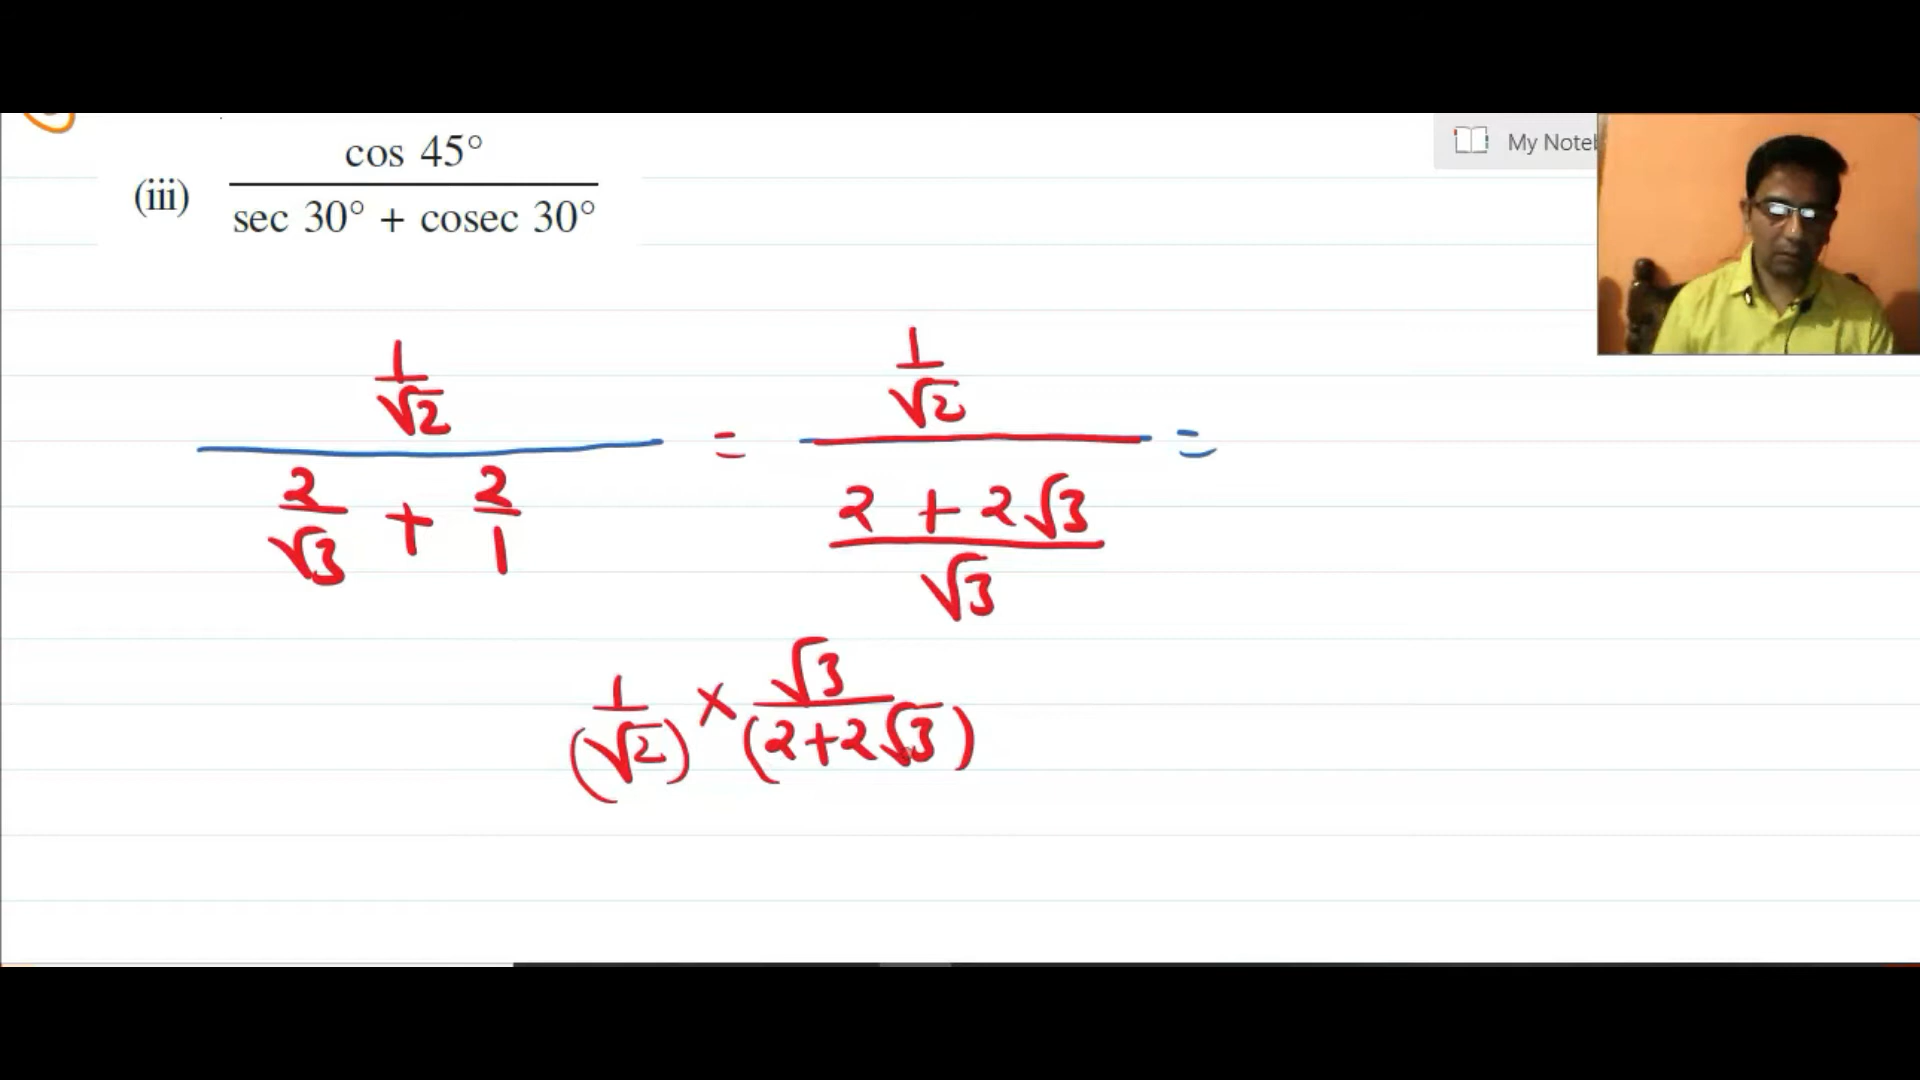 My Noteb
(iii) cos 45° / sec 30° + cosec 30°
1/√2 / 2/√3 + 2/1 = 1/√2 / 2 + 2√3 / √3 =
1/(√2) × √3/(2+2√3)